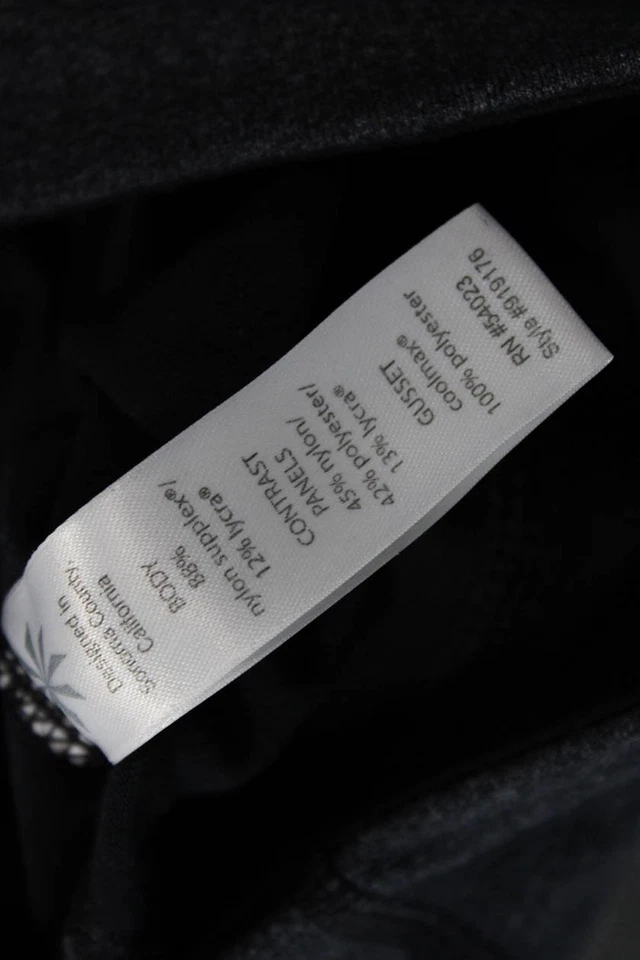 Designed in
Sonoma County,
California
BODY
88%
nylon supplex®/
12% lycra®
CONTRAST
PANELS
45% nylon/
42% polyester/
13% lycra®
GUSSET
coolmax®
100% polyester
RN #54023
Style #919176